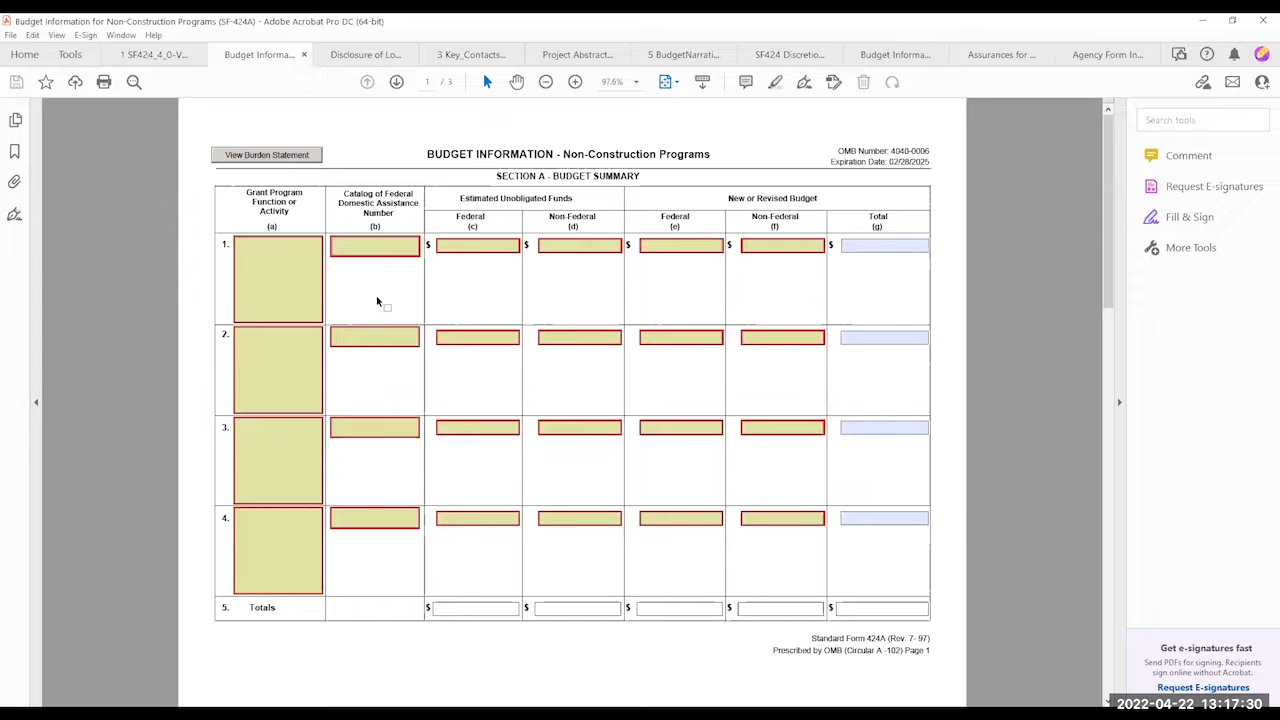 Budget Information for Non-Construction Programs (SF-424A) - Adobe Acrobat Pro DC (64-bit)
File Edit View E-Sign Window Help
Home Tools 1 SF424_4_0-V... Budget Informa... × Disclosure of Lo... 3 Key_Contacts... Project Abstract... 5 BudgetNarrati... SF424 Discretio... Budget Informa... Assurances for ... Agency Form In...
1 / 3 97.6%
Search tools
Comment
Request E-signatures
Fill & Sign
More Tools
View Burden Statement
BUDGET INFORMATION - Non-Construction Programs
OMB Number: 4040-0006
Expiration Date: 02/28/2025
SECTION A - BUDGET SUMMARY
Grant Program
Function or
Activity
(a)
Catalog of Federal
Domestic Assistance
Number
(b)
Estimated Unobligated Funds
New or Revised Budget
Federal
(c)
Non-Federal
(d)
Federal
(e)
Non-Federal
(f)
Total
(g)
1. $ $ $ $ $
2.
3.
4.
5. Totals $ $ $ $ $
Standard Form 424A (Rev. 7- 97)
Prescribed by OMB (Circular A -102) Page 1
Get e-signatures fast
Send PDFs for signing. Recipients
sign online without Acrobat.
Request E-signatures
2022-04-22 13:17:30